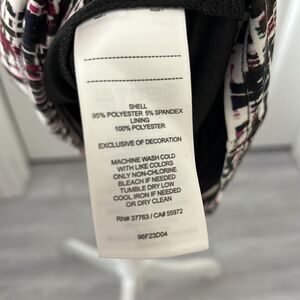 SHELL
95% POLYESTER 5% SPANDEX
LINING
100% POLYESTER
EXCLUSIVE OF DECORATION
MACHINE WASH COLD
WITH LIKE COLORS
ONLY NON-CHLORINE
BLEACH IF NEEDED
TUMBLE DRY LOW
COOL IRON IF NEEDED
OR DRY CLEAN
RN# 37763 / CA# 55972
96F23D04